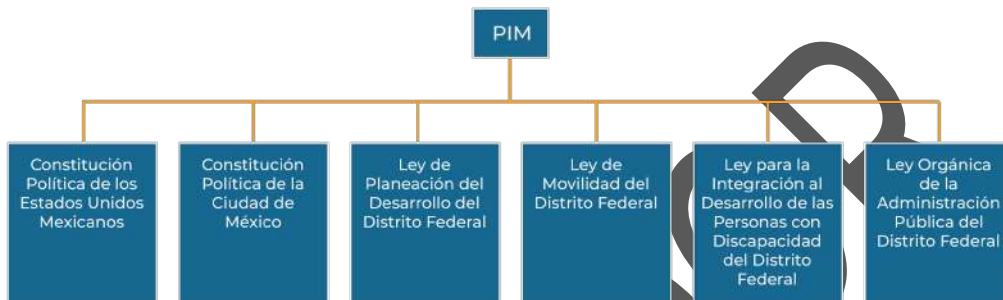 PIM
Constitución
Política de los
Estados Unidos
Mexicanos
Constitución
Política de la
Ciudad de
México
Ley de
Planeación del
Desarrollo del
Distrito Federal
Ley de
Movilidad del
Distrito Federal
Ley para la
Integración al
Desarrollo de las
Personas con
Discapacidad
del Distrito
Federal
Ley Orgánica
de la
Administración
Pública del
Distrito Federal